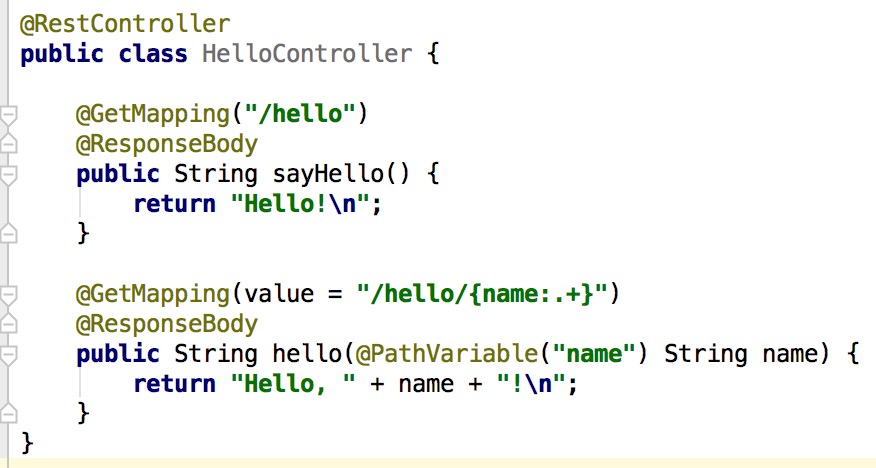 @RestController
public class HelloController {
@GetMapping("/hello")
@ResponseBody
public String sayHello() {
return "Hello!\n";
}
@GetMapping(value = "/hello/{name:.+}")
@ResponseBody
public String hello(@PathVariable("name") String name) {
return "Hello, " + name + "!\n";
}
}